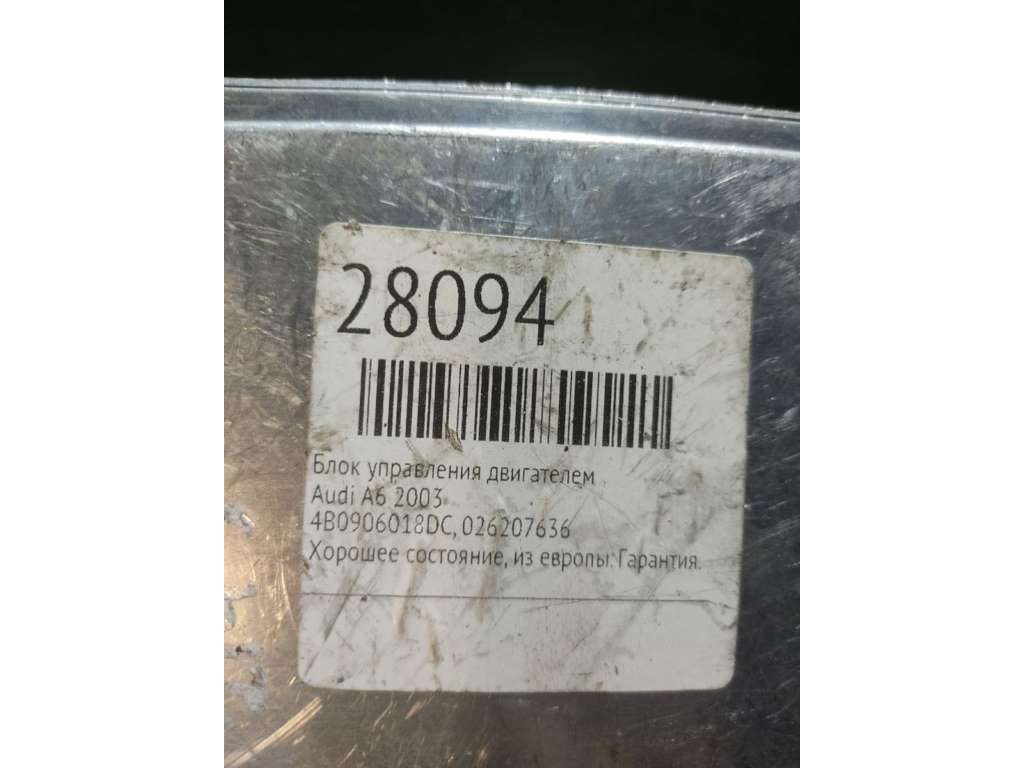 28094
Блок управления двигателем
Audi A6 2003
4B0906018DC, 026207636
Хорошее состояние, из европы. Гарантия.